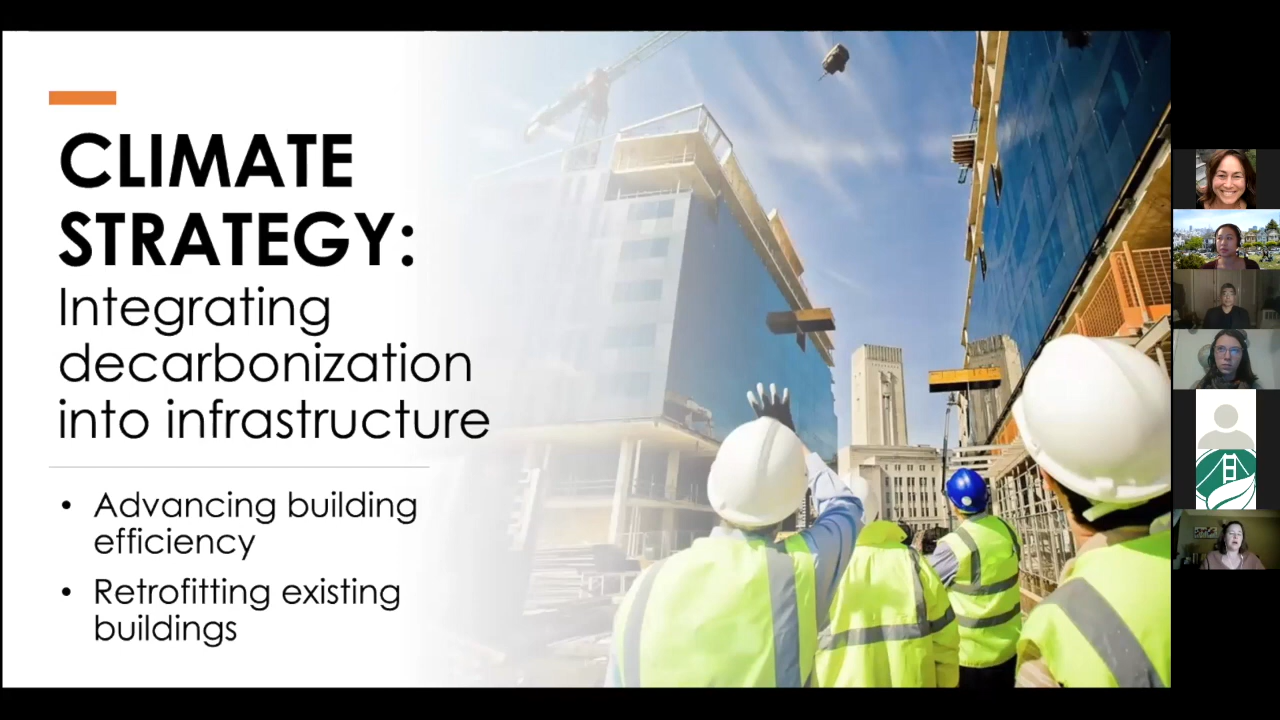 CLIMATE
STRATEGY:
Integrating
decarbonization
into infrastructure
• Advancing building
efficiency
• Retrofitting existing
buildings